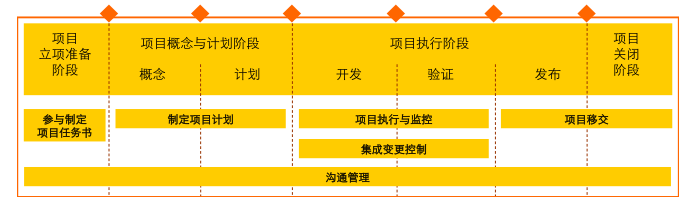 项目
立项准备
阶段
项目概念与计划阶段
概念
计划
项目执行阶段
开发
验证
发布
项目
关闭
阶段
参与制定
项目任务书
制定项目计划
项目执行与监控
项目移交
集成变更控制
沟通管理